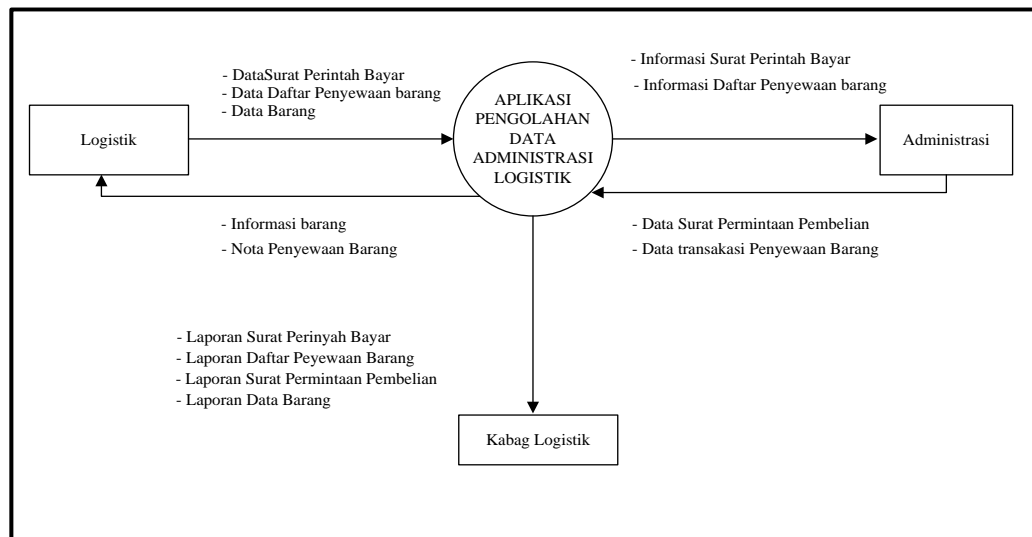 - DataSurat Perintah Bayar
- Data Daftar Penyewaan barang
- Data Barang
Logistik
APLIKASI
PENGOLAHAN
DATA
ADMINISTRASI
LOGISTIK
- Informasi Surat Perintah Bayar
- Informasi Daftar Penyewaan barang
Administrasi
- Informasi barang
- Nota Penyewaan Barang
- Data Surat Permintaan Pembelian
- Data transakasi Penyewaan Barang
- Laporan Surat Perinyah Bayar
- Laporan Daftar Peyewaan Barang
- Laporan Surat Permintaan Pembelian
- Laporan Data Barang
Kabag Logistik